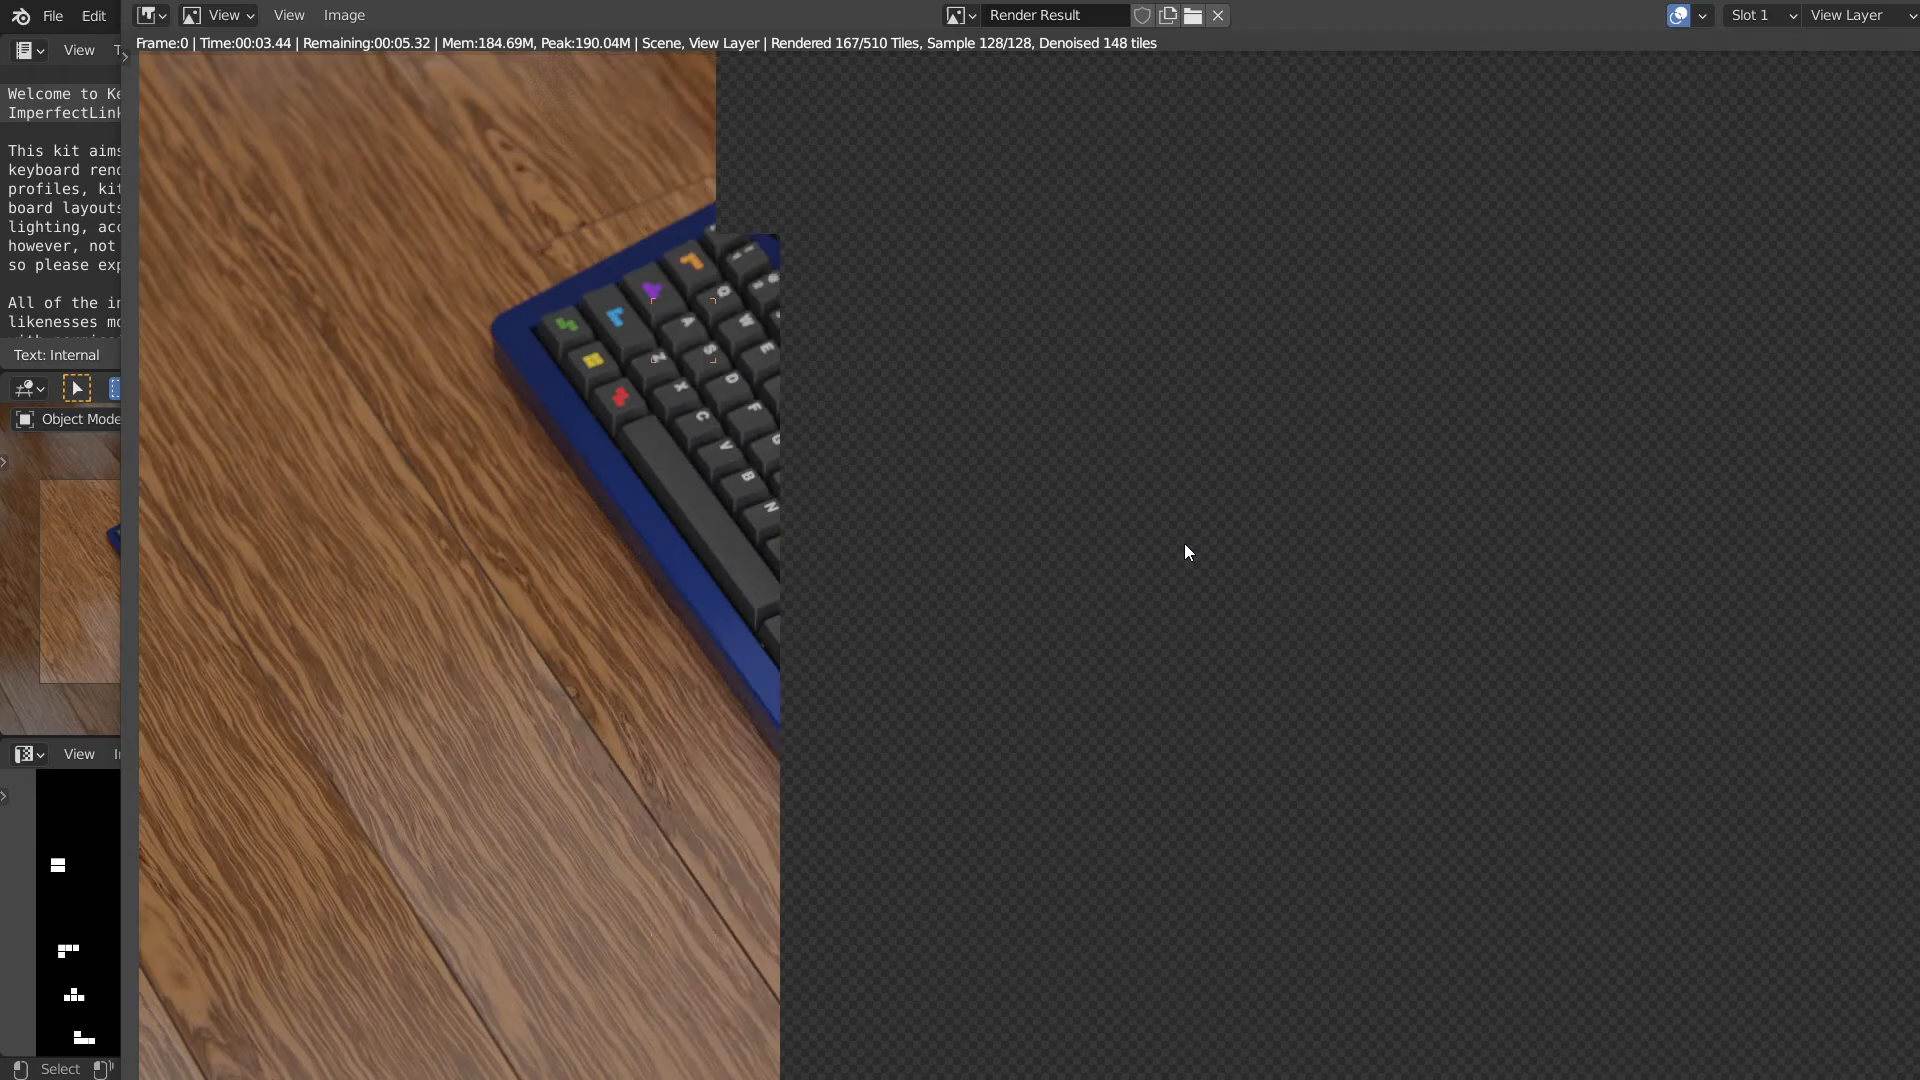 File Edit View View Image Render Result Slot 1 View Layer
View
Frame:0 | Time:00:03.44 | Remaining:00:05.32 | Mem:184.69M, Peak:190.04M | Scene, View Layer | Rendered 167/510 Tiles, Sample 128/128, Denoised 148 tiles
Welcome to Ke
ImperfectLink
This kit aims
keyboard rend
profiles, kit
board layouts
lighting, acc
however, not
so please exp
All of the in
likenesses mo
Text: Internal
Object Mode
View
Select
Q
A W
Z S E
X D
C F
V G
B
N